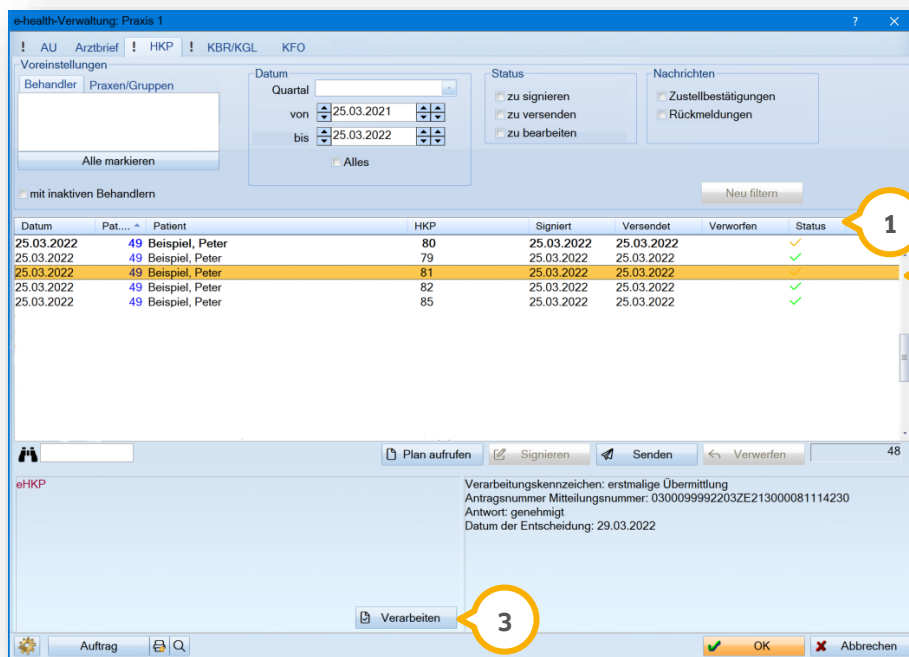 e-health-Verwaltung: Praxis 1 ?
! AU Arztbrief ! HKP ! KBR/KGL KFO
Voreinstellungen
Behandler Praxen/Gruppen
Alle markieren
mit inaktiven Behandlern
Datum
Quartal
von 25.03.2021
bis 25.03.2022
Alles
Status
zu signieren
zu versenden
zu bearbeiten
Nachrichten
Zustellbestätigungen
Rückmeldungen
Neu filtern
1
Datum Pat.... Patient HKP Signiert Versendet Verworfen Status
25.03.2022 49 Beispiel, Peter 80 25.03.2022 25.03.2022
25.03.2022 49 Beispiel, Peter 79 25.03.2022 25.03.2022
25.03.2022 49 Beispiel, Peter 81 25.03.2022 25.03.2022
25.03.2022 49 Beispiel, Peter 82 25.03.2022 25.03.2022
25.03.2022 49 Beispiel, Peter 85 25.03.2022 25.03.2022
Plan aufrufen Signieren Senden Verwerfen 48
eHKP
Verarbeitungskennzeichen: erstmalige Übermittlung
Antragsnummer Mitteilungsnummer: 0300099992203ZE213000081114230
Antwort: genehmigt
Datum der Entscheidung: 29.03.2022
Verarbeiten
3
Auftrag OK Abbrechen